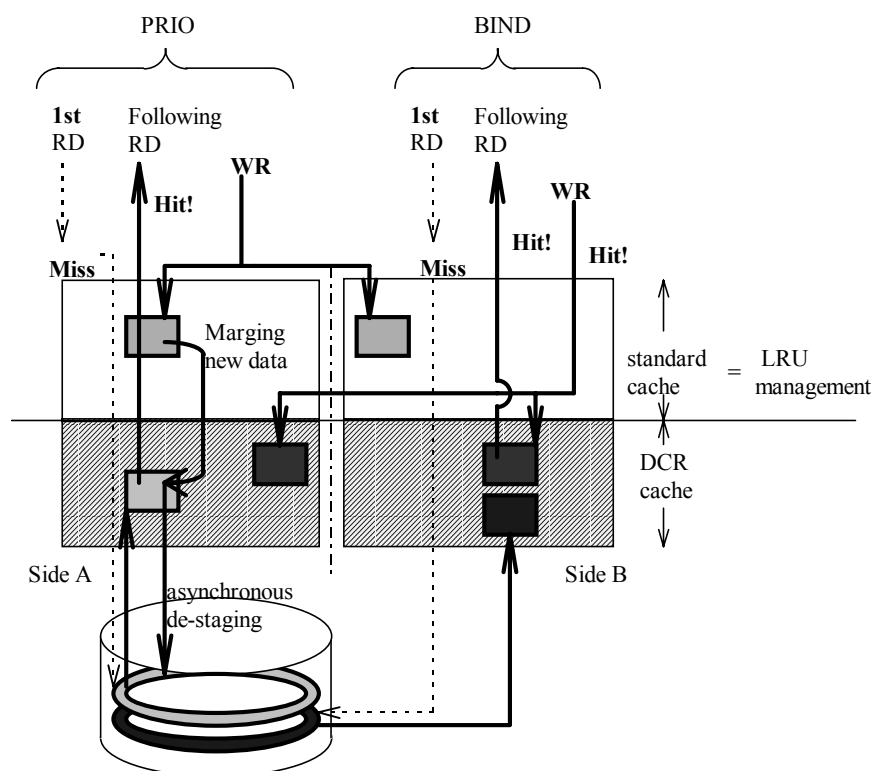 PRIO
BIND
1st
RD
Following
RD
WR
Hit!
1st
RD
Following
RD
WR
Hit!
Hit!
Miss
Miss
Marging
new data
standard
cache
=
LRU
management
DCR
cache
Side A
Side B
asynchronous
de-staging